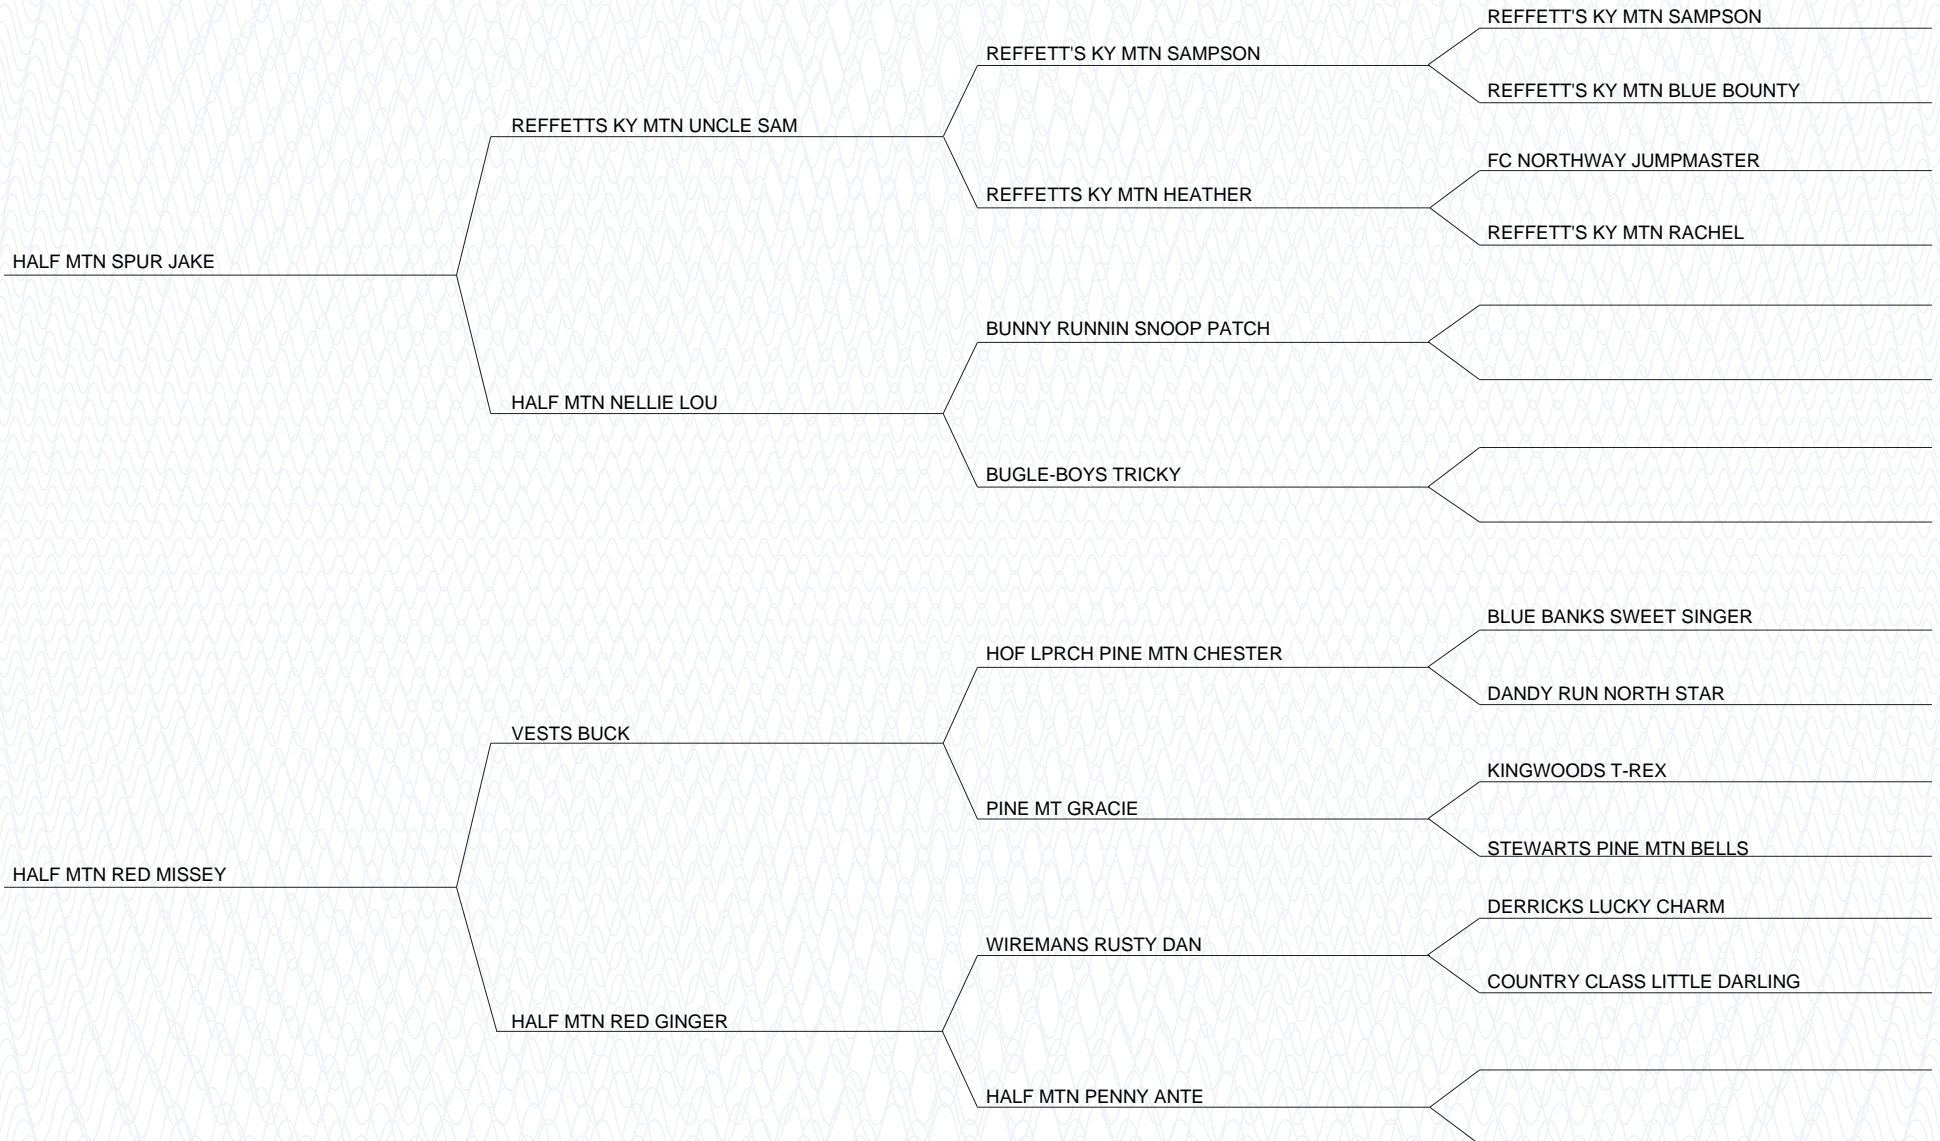 REFFETT'S KY MTN SAMPSON
REFFETT'S KY MTN SAMPSON
REFFETT'S KY MTN BLUE BOUNTY
REFFETTS KY MTN UNCLE SAM
FC NORTHWAY JUMPMASTER
REFFETTS KY MTN HEATHER
REFFETT'S KY MTN RACHEL
HALF MTN SPUR JAKE
BUNNY RUNNIN SNOOP PATCH
HALF MTN NELLIE LOU
BUGLE-BOYS TRICKY
BLUE BANKS SWEET SINGER
HOF LPRCH PINE MTN CHESTER
DANDY RUN NORTH STAR
VESTS BUCK
KINGWOODS T-REX
PINE MT GRACIE
STEWARTS PINE MTN BELLS
HALF MTN RED MISSEY
DERRICKS LUCKY CHARM
WIREMANS RUSTY DAN
COUNTRY CLASS LITTLE DARLING
HALF MTN RED GINGER
HALF MTN PENNY ANTE